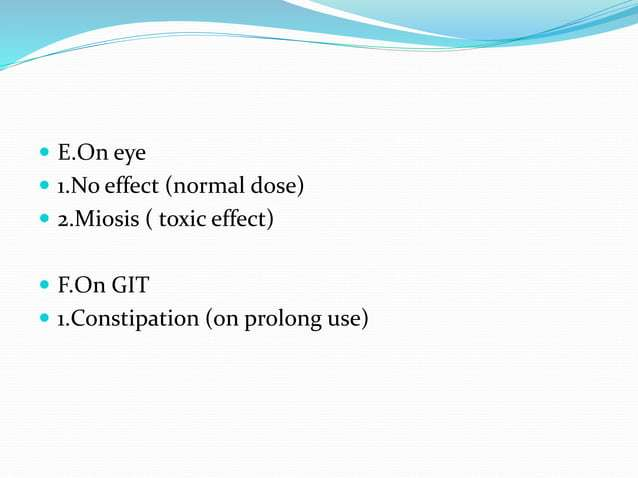 E.On eye
1.No effect (normal dose)
2.Miosis ( toxic effect)
F.On GIT
1.Constipation (on prolong use)